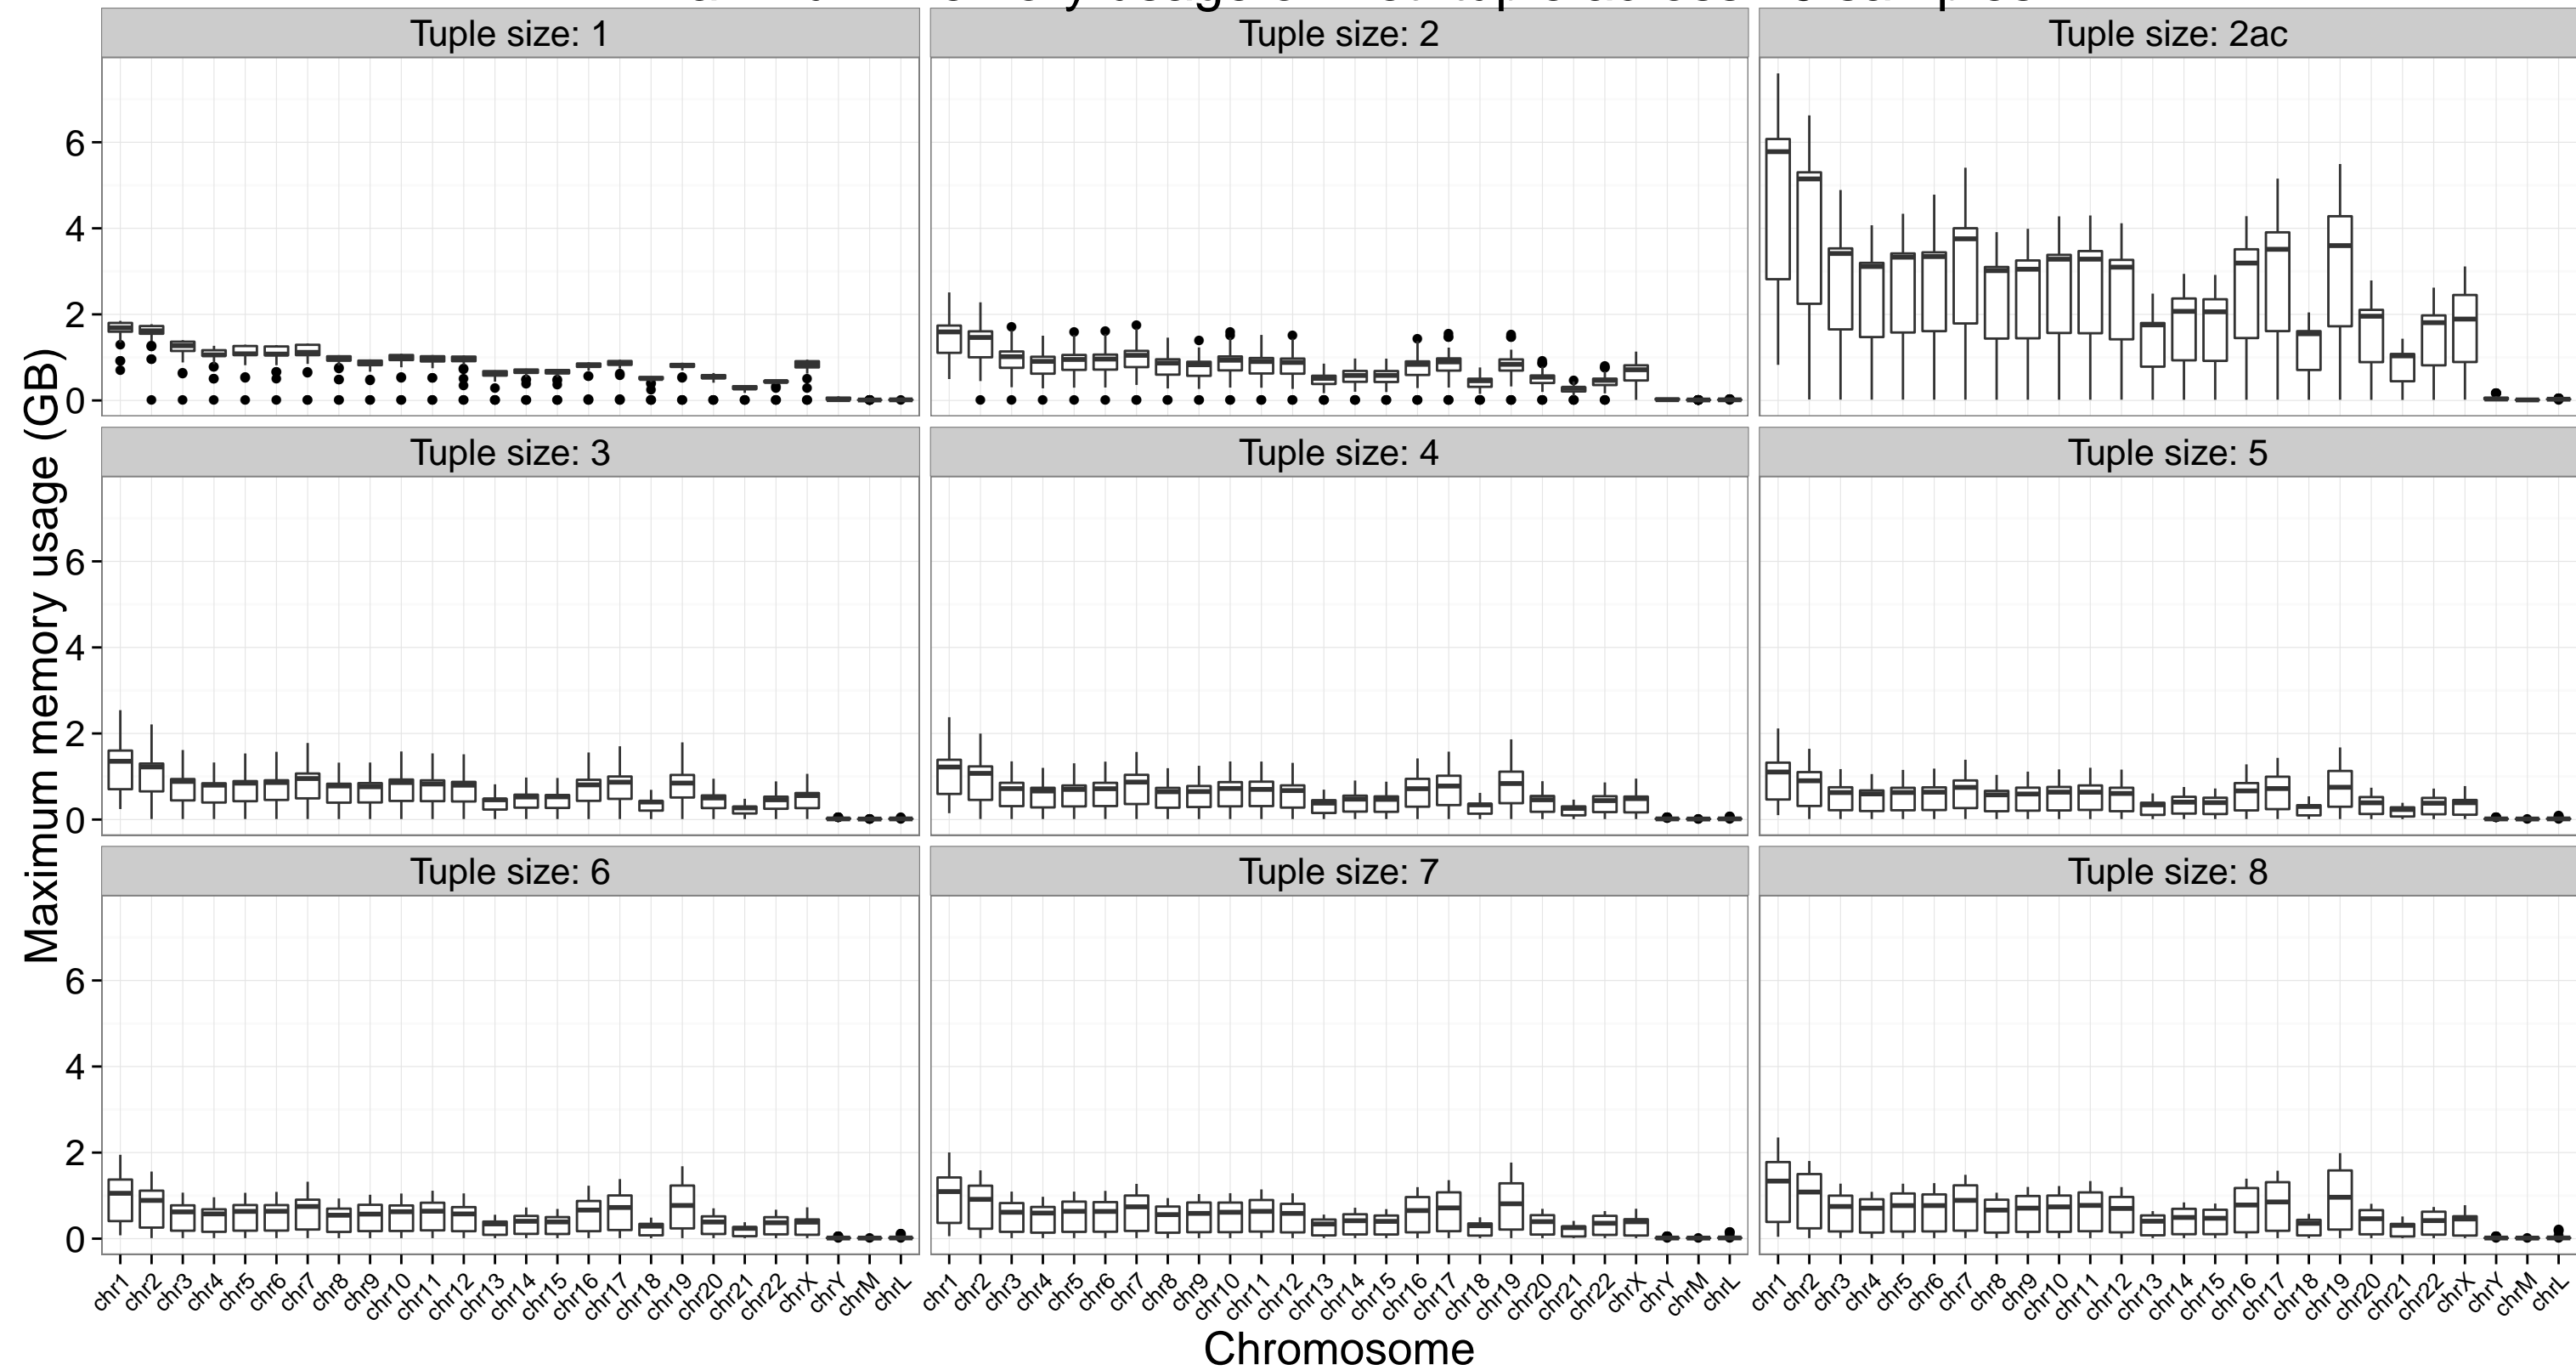 Tuple size: 1 Tuple size: 2 Tuple size: 2ac
6
4
2
0
Tuple size: 3 Tuple size: 4 Tuple size: 5
6
4
2
0
Tuple size: 6 Tuple size: 7 Tuple size: 8
6
4
2
0
Maximum memory usage (GB)
chr1 chr2 chr3 chr4 chr5 chr6 chr7 chr8 chr9 chr10 chr11 chr12 chr13 chr14 chr15 chr16 chr17 chr18 chr19 chr20 chr21 chr22 chrX chrY chrM chrL chr1 chr2 chr3 chr4 chr5 chr6 chr7 chr8 chr9 chr10 chr11 chr12 chr13 chr14 chr15 chr16 chr17 chr18 chr19 chr20 chr21 chr22 chrX chrY chrM chrL chr1 chr2 chr3 chr4 chr5 chr6 chr7 chr8 chr9 chr10 chr11 chr12 chr13 chr14 chr15 chr16 chr17 chr18 chr19 chr20 chr21 chr22 chrX chrY chrM chrL
Chromosome